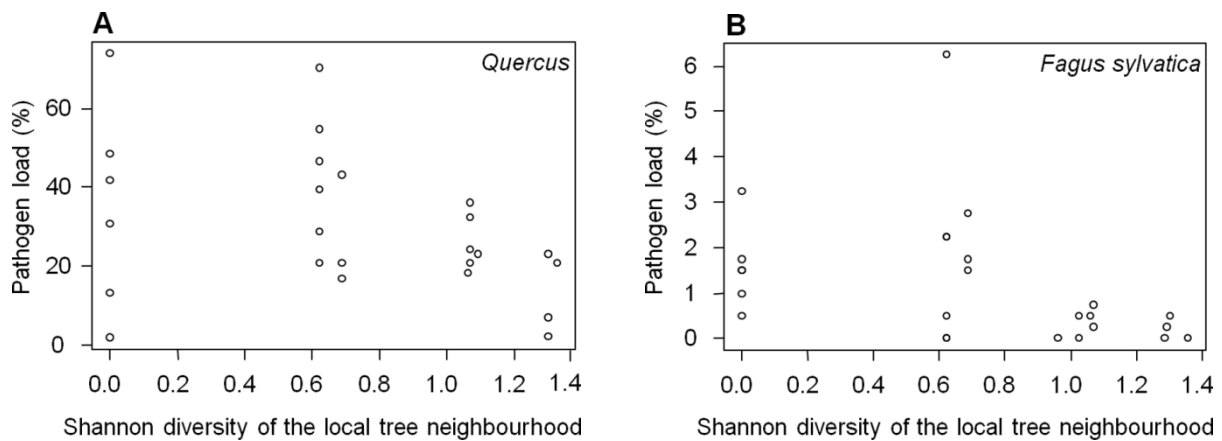 A
Quercus
Pathogen load (%)
60
40
20
0
0.0 0.2 0.4 0.6 0.8 1.0 1.2 1.4
Shannon diversity of the local tree neighbourhood
B
Fagus sylvatica
Pathogen load (%)
6
5
4
3
2
1
0
0.0 0.2 0.4 0.6 0.8 1.0 1.2 1.4
Shannon diversity of the local tree neighbourhood